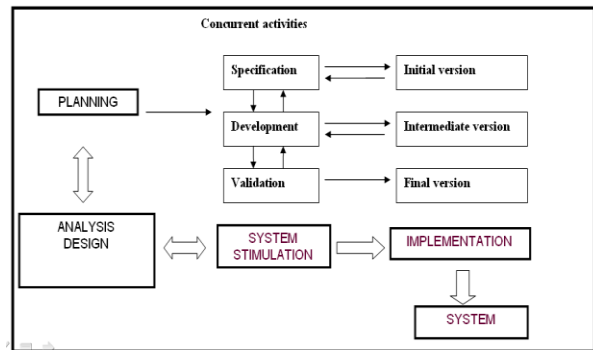 Concurrent activities
Specification
Initial version
PLANNING
Development
Intermediate version
Validation
Final version
ANALYSIS
DESIGN
SYSTEM
STIMULATION
IMPLEMENTATION
SYSTEM